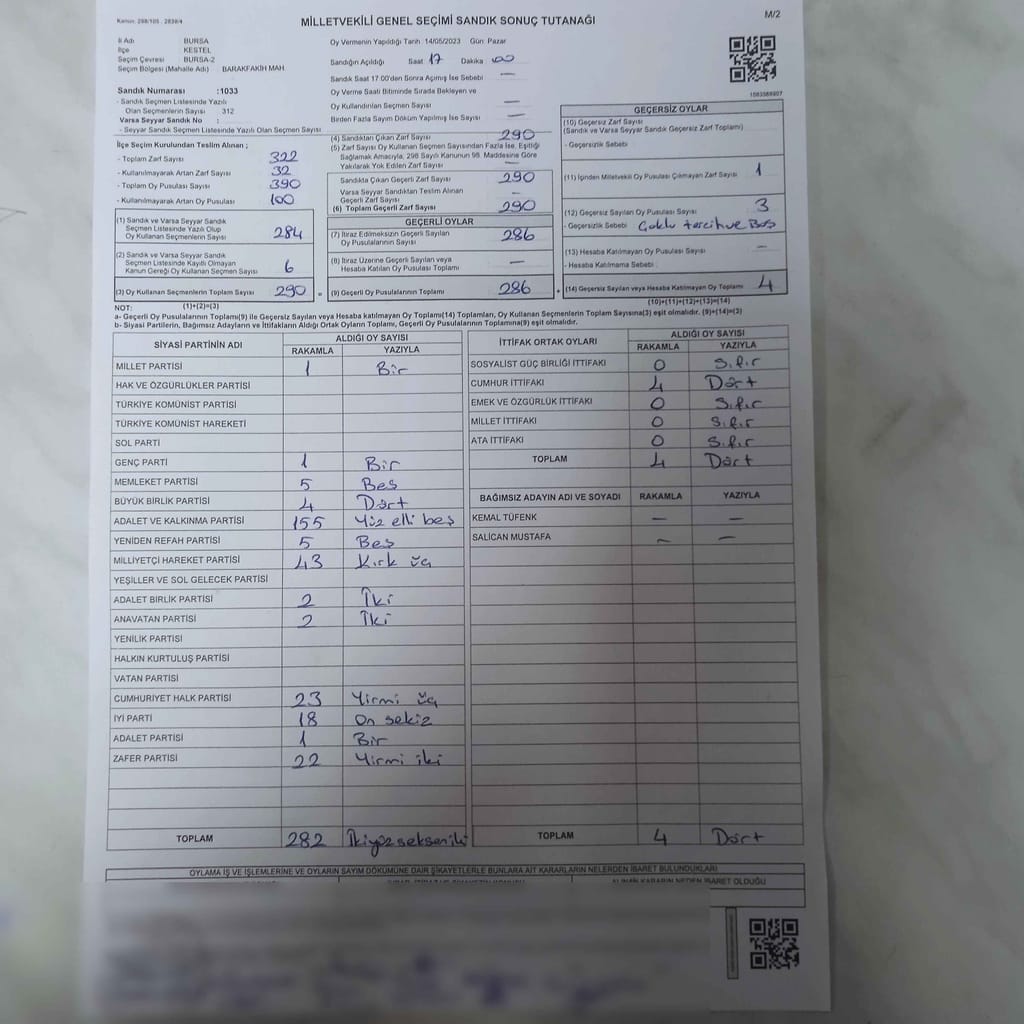 Kanun: 298/105 , 2839/4
MİLLETVEKİLİ GENEL SEÇİMİ SANDIK SONUÇ TUTANAĞI
M/2
İl Adı BURSA
İlçe KESTEL
Seçim Çevresi BURSA-2
Seçim Bölgesi (Mahalle Adı) BARAKFAKİH MAH.
Sandık Numarası :1033
- Sandık Seçmen Listesinde Yazılı
Olan Seçmenlerin Sayısı 312
Varsa Seyyar Sandık No :
- Seyyar Sandık Seçmen Listesinde Yazılı Olan Seçmen Sayısı
İlçe Seçim Kurulundan Teslim Alınan ;
- Toplam Zarf Sayısı 322
- Kullanılmayarak Artan Zarf Sayısı 32
- Toplam Oy Pusulası Sayısı 390
- Kullanılmayarak Artan Oy Pusulası 100
(1) Sandık ve Varsa Seyyar Sandık
Seçmen Listesinde Yazılı Olup
Oy Kullanan Seçmenlerin Sayısı 284
(2) Sandık ve Varsa Seyyar Sandık
Seçmen Listesinde Kayıtlı Olmayan
Kanun Gereği Oy Kullanan Seçmen Sayısı 6
(3) Oy Kullanan Seçmenlerin Toplam Sayısı 290 =
(1)+(2)=(3)
Oy Vermenin Yapıldığı Tarih 14/05/2023 Gün: Pazar
Sandığın Açıldığı Saat 17 Dakika 00
Sandık Saat 17:00'den Sonra Açımış İse Sebebi —
Oy Verme Saati Bitiminde Sırada Bekleyen ve
Oy Kullandırılan Seçmen Sayısı —
Birden Fazla Sayım Döküm Yapılmış İse Sayısı —
(4) Sandıktan Çıkan Zarf Sayısı 290
(5) Zarf Sayısı Oy Kullanan Seçmen Sayısından Fazla İse, Eşitliği
Sağlamak Amacıyla, 298 Sayılı Kanunun 98. Maddesine Göre
Yakılarak Yok Edilen Zarf Sayısı
Sandıkta Çıkan Geçerli Zarf Sayısı 290
Varsa Seyyar Sandıktan Teslim Alınan
Geçerli Zarf Sayısı —
(6) Toplam Geçerli Zarf Sayısı 290
GEÇERLİ OYLAR
(7) İtiraz Edilmeksizin Geçerli Sayılan
Oy Pusulalarının Sayısı 286
(8) İtiraz Üzerine Geçerli Sayılan veya
Hesaba Katılan Oy Pusulası Toplamı —
(9) Geçerli Oy Pusulalarının Toplamı 286 +
1083389907
GEÇERSİZ OYLAR
(10) Geçersiz Zarf Sayısı
(Sandık ve Varsa Seyyar Sandık Geçersiz Zarf Toplamı)
- Geçersizlik Sebebi
(11) İçinden Milletvekili Oy Pusulası Çıkmayan Zarf Sayısı 1
(12) Geçersiz Sayılan Oy Pusulası Sayısı 3
- Geçersizlik Sebebi Çoklu tercih ve Boş
(13) Hesaba Katılmayan Oy Pusulası Sayısı —
- Hesaba Katılmama Sebebi :
(14) Geçersiz Sayılan veya Hesaba Katılmayan Oy Toplamı 4
(10)+(11)+(12)+(13)=(14)
NOT:
a- Geçerli Oy Pusulalarının Toplamı(9) ile Geçersiz Sayılan veya Hesaba katılmayan Oy Toplamı(14) Toplamları, Oy Kullanan Seçmenlerin Toplam Sayısına(3) eşit olmalıdır. (9)+(14)=(3)
b- Siyasi Partilerin, Bağımsız Adayların ve İttifakların Aldığı Ortak Oyların Toplamı, Geçerli Oy Pusulalarının Toplamına(9) eşit olmalıdır.
SİYASİ PARTİNİN ADI ALDIĞI OY SAYISI
RAKAMLA YAZIYLA
MİLLET PARTİSİ 1 Bir
HAK VE ÖZGÜRLÜKLER PARTİSİ
TÜRKİYE KOMÜNİST PARTİSİ
TÜRKİYE KOMÜNİST HAREKETİ
SOL PARTİ
GENÇ PARTİ 1 Bir
MEMLEKET PARTİSİ 5 Beş
BÜYÜK BİRLİK PARTİSİ 4 Dört
ADALET VE KALKINMA PARTİSİ 155 Yüz elli beş
YENİDEN REFAH PARTİSİ 5 Beş
MİLLİYETÇİ HAREKET PARTİSİ 43 Kırk üç
YEŞİLLER VE SOL GELECEK PARTİSİ
ADALET BİRLİK PARTİSİ 2 İki
ANAVATAN PARTİSİ 2 İki
YENİLİK PARTİSİ
HALKIN KURTULUŞ PARTİSİ
VATAN PARTİSİ
CUMHURİYET HALK PARTİSİ 23 Yirmi üç
İYİ PARTİ 18 On sekiz
ADALET PARTİSİ 1 Bir
ZAFER PARTİSİ 22 Yirmi iki
TOPLAM 282 İkiyüz seksen iki
İTTİFAK ORTAK OYLARI ALDIĞI OY SAYISI
RAKAMLA YAZIYLA
SOSYALİST GÜÇ BİRLİĞİ İTTİFAKI 0 Sıfır
CUMHUR İTTİFAKI 4 Dört
EMEK VE ÖZGÜRLÜK İTTİFAKI 0 Sıfır
MİLLET İTTİFAKI 0 Sıfır
ATA İTTİFAKI 0 Sıfır
TOPLAM 4 Dört
BAĞIMSIZ ADAYIN ADI VE SOYADI RAKAMLA YAZIYLA
KEMAL TÜFENK — —
SALİCAN MUSTAFA — —
TOPLAM 4 Dört
OYLAMA İŞ VE İŞLEMLERİNE VE OYLARIN SAYIM DÖKÜMÜNE DAİR ŞİKAYETLERLE BUNLARA AİT KARARLARIN NELERDEN İBARET BULUNDUKLARI
ALINAN KARARIN NEDEN İBARET OLDUĞU